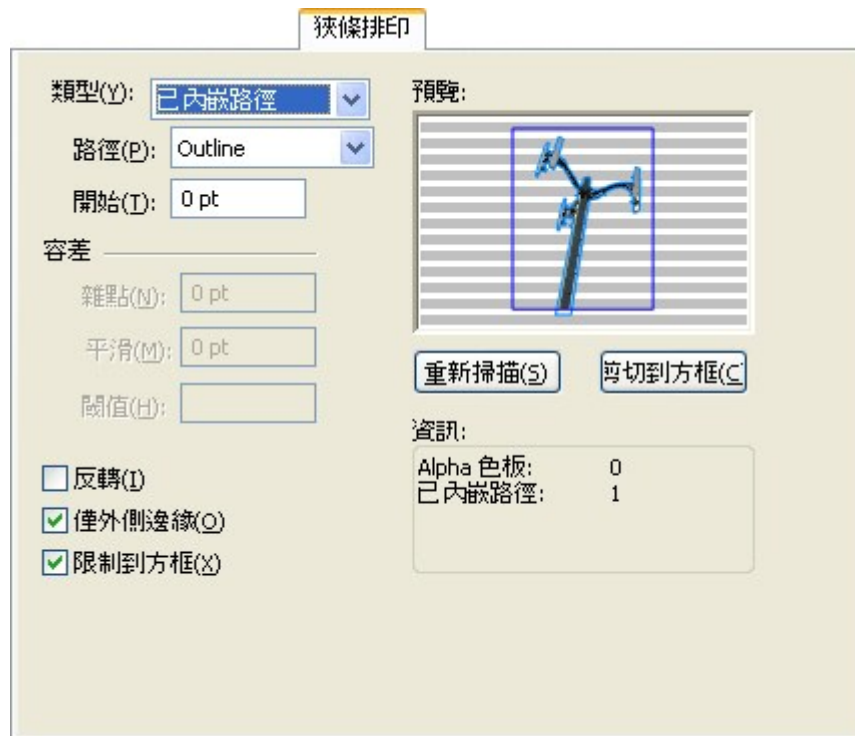 狹條排印
類型(Y): 已內嵌路徑
路徑(P): Outline
開始(T): 0 pt
容差
雜點(N): 0 pt
平滑(M): 0 pt
閾值(H):
反轉(I)
僅外側邊緣(O)
限制到方框(X)
預覽:
重新掃描(S)
剪切到方框(C
資訊:
Alpha 色板: 0
已內嵌路徑: 1